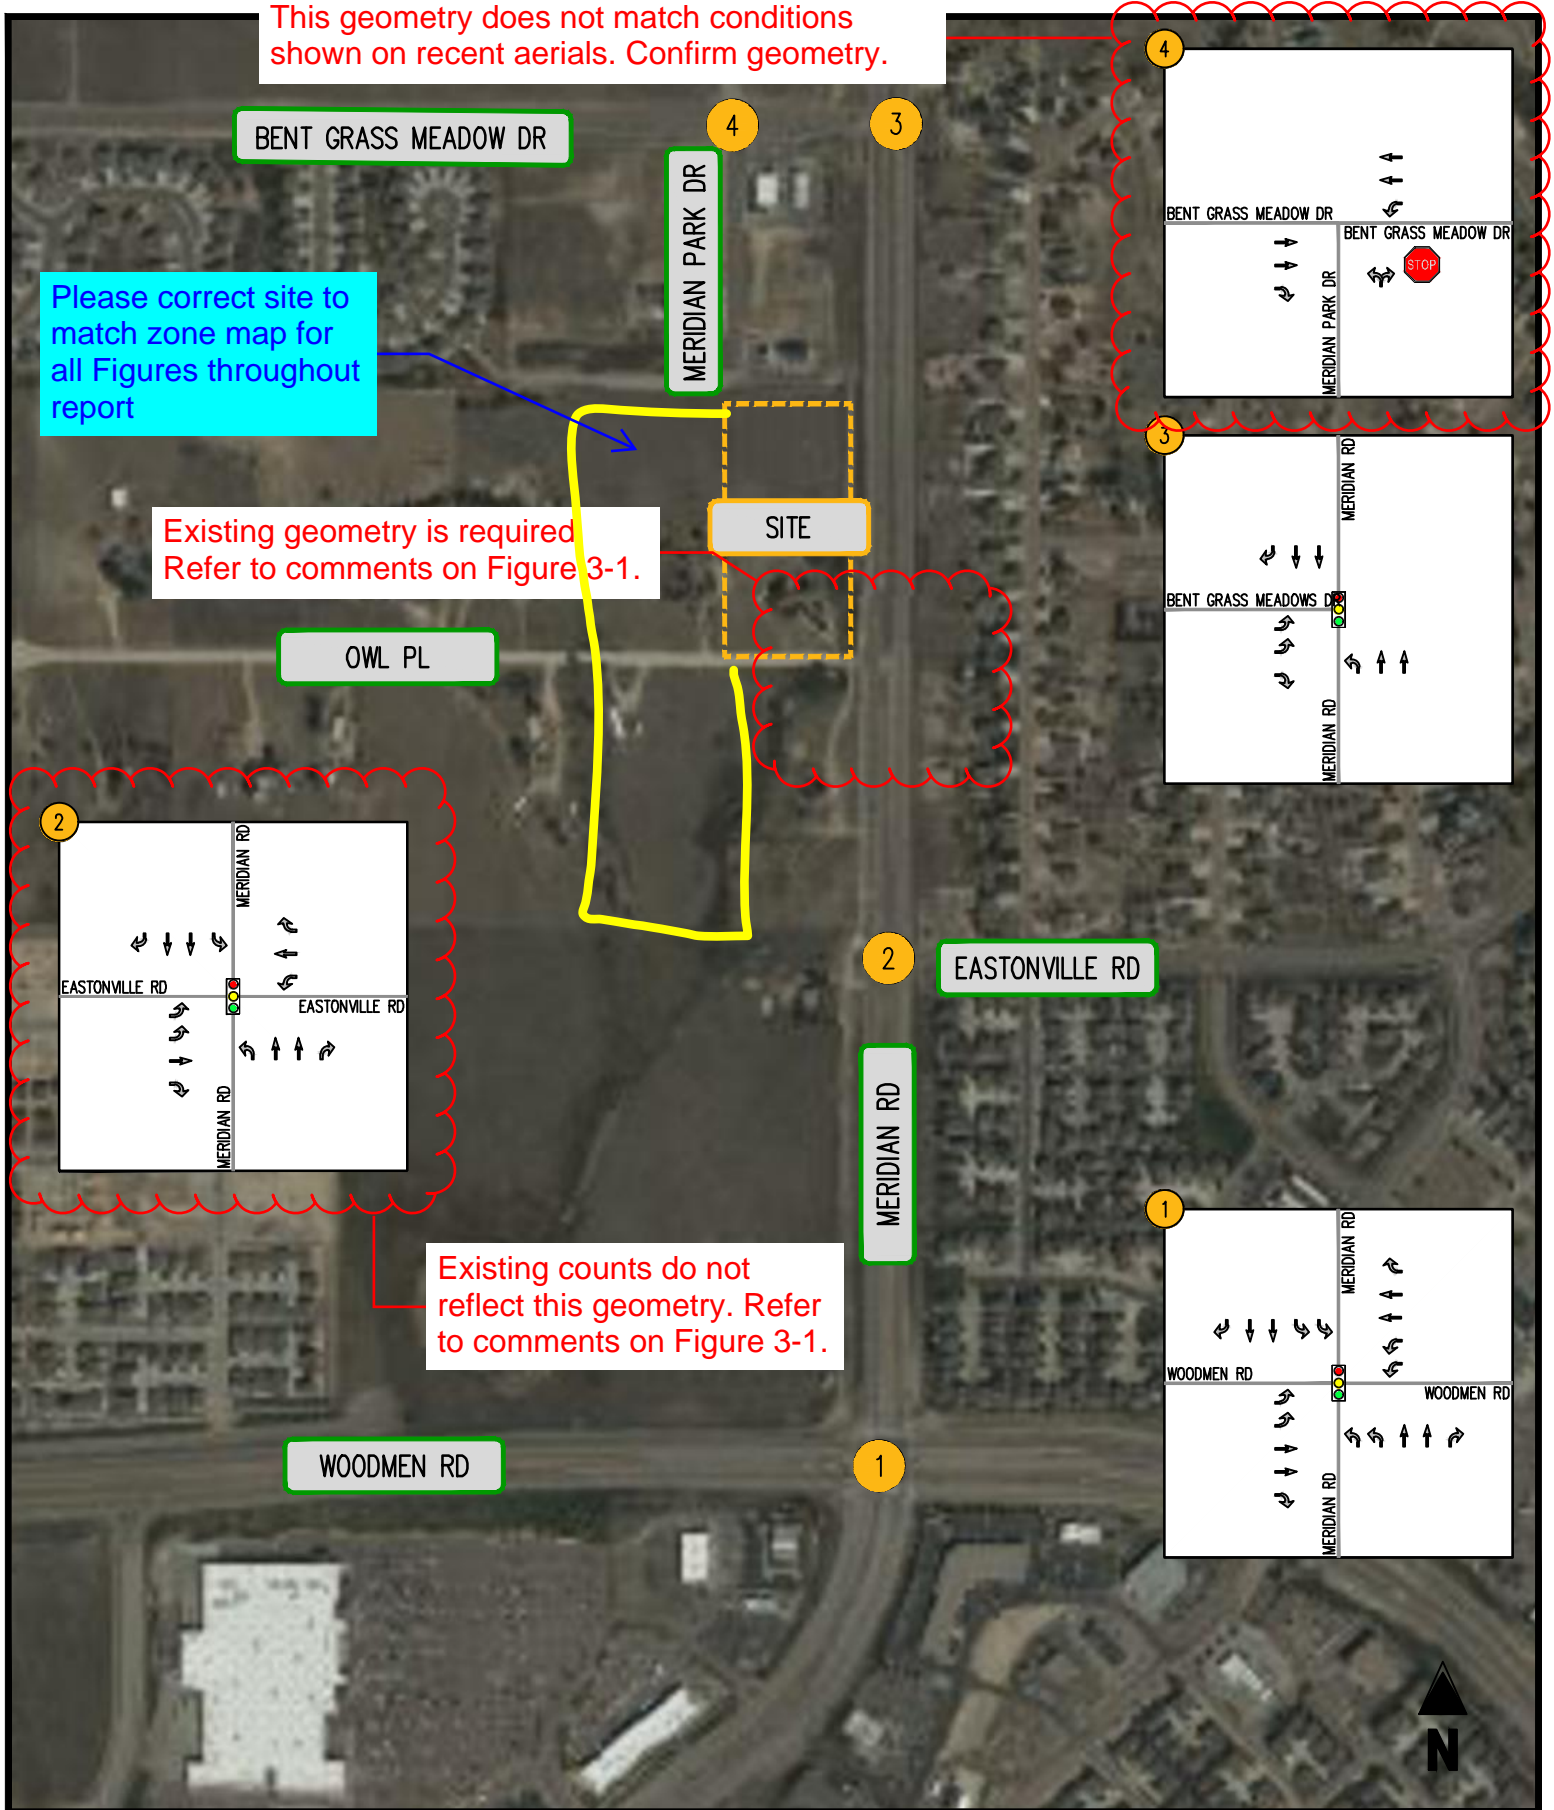 This geometry does not match conditions
shown on recent aerials. Confirm geometry.
BENT GRASS MEADOW DR
4
3
MERIDIAN PARK DR
4
BENT GRASS MEADOW DR
BENT GRASS MEADOW DR
STOP
MERIDIAN PARK DR
Please correct site to
match zone map for
all Figures throughout
report
3
MERIDIAN RD
BENT GRASS MEADOWS DR
MERIDIAN RD
SITE
Existing geometry is required
Refer to comments on Figure 3-1.
OWL PL
2
MERIDIAN RD
EASTONVILLE RD
EASTONVILLE RD
MERIDIAN RD
2
EASTONVILLE RD
MERIDIAN RD
Existing counts do not
reflect this geometry. Refer
to comments on Figure 3-1.
1
MERIDIAN RD
WOODMEN RD
WOODMEN RD
MERIDIAN RD
WOODMEN RD
1
N